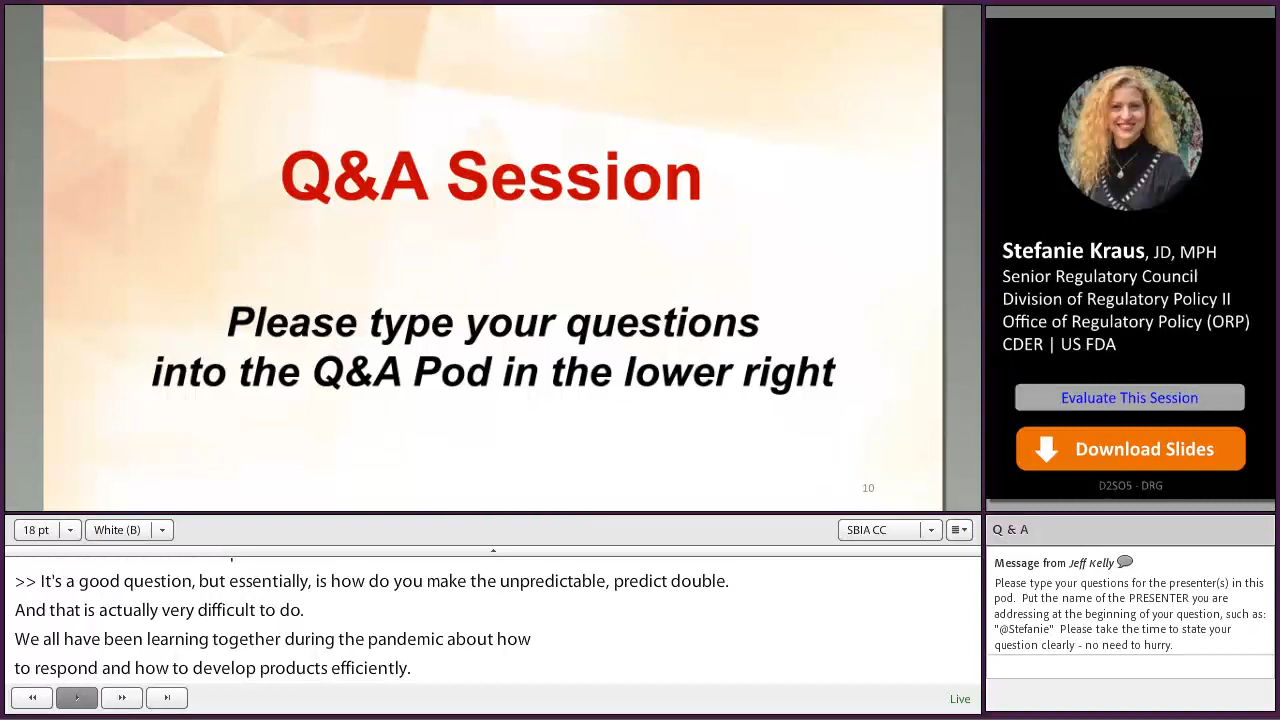 Q&A Session
Please type your questions
into the Q&A Pod in the lower right
10
Stefanie Kraus, JD, MPH
Senior Regulatory Council
Division of Regulatory Policy II
Office of Regulatory Policy (ORP)
CDER | US FDA
Evaluate This Session
Download Slides
D2SO5 - DRG
18 pt
White (B)
SBIA CC
>> It's a good question, but essentially, is how do you make the unpredictable, predict double.
And that is actually very difficult to do.
We all have been learning together during the pandemic about how
to respond and how to develop products efficiently.
Live
Q & A
Message from Jeff Kelly
Please type your questions for the presenter(s) in this
pod. Put the name of the PRESENTER you are
addressing at the beginning of your question, such as:
"@Stefanie" Please take the time to state your
question clearly - no need to hurry.